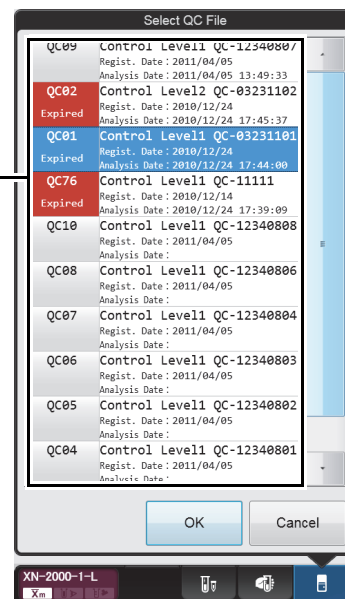 Select QC File
QC09 Control Level1 QC-12340807
Regist. Date：2011/04/05
Analysis Date：2011/04/05 13:49:33
QC02 Control Level2 QC-03231102
Expired Regist. Date：2010/12/24
Analysis Date：2010/12/24 17:45:37
QC01 Control Level1 QC-03231101
Expired Regist. Date：2010/12/24
Analysis Date：2010/12/24 17:44:00
QC76 Control Level1 QC-11111
Expired Regist. Date：2010/12/14
Analysis Date：2010/12/24 17:39:09
QC10 Control Level1 QC-12340808
Regist. Date：2011/04/05
Analysis Date：
QC08 Control Level1 QC-12340806
Regist. Date：2011/04/05
Analysis Date：
QC07 Control Level1 QC-12340804
Regist. Date：2011/04/05
Analysis Date：
QC06 Control Level1 QC-12340803
Regist. Date：2011/04/05
Analysis Date：
QC05 Control Level1 QC-12340802
Regist. Date：2011/04/05
Analysis Date：
QC04 Control Level1 QC-12340801
Regist. Date：2011/04/05
Analysis Date：
OK Cancel
XN-2000-1-L
Xm